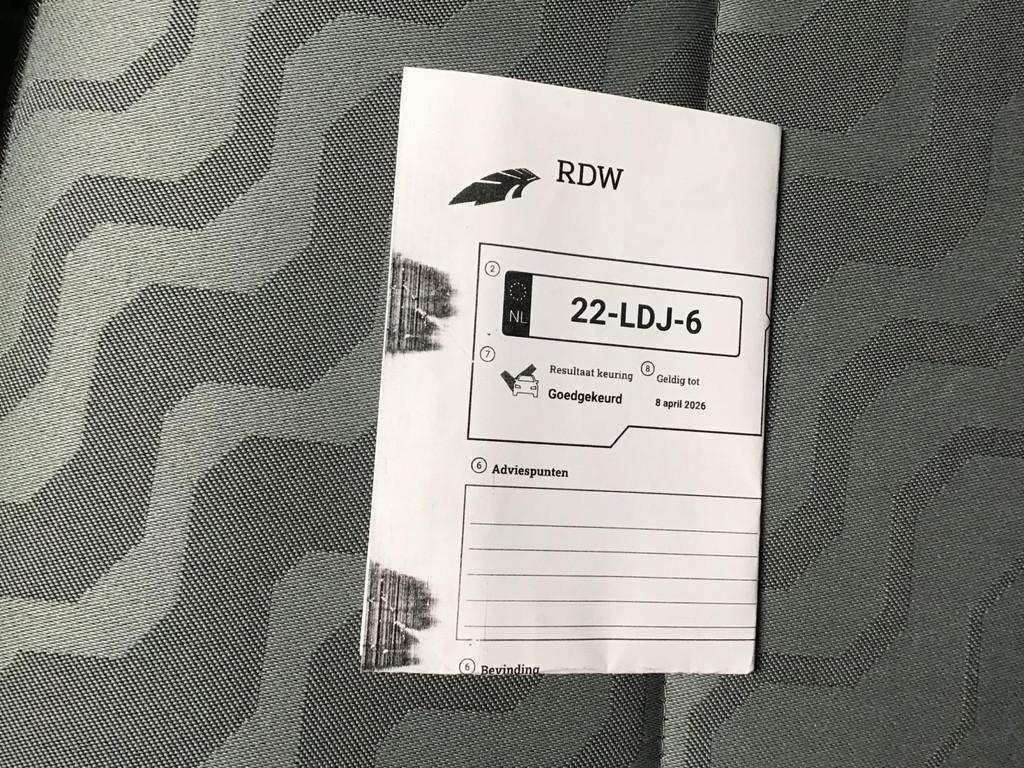 RDW
2
NL
22-LDJ-6
7
Resultaat keuring
Goedgekeurd
8
Geldig tot
8 april 2026
6 Adviespunten
6 Bevinding